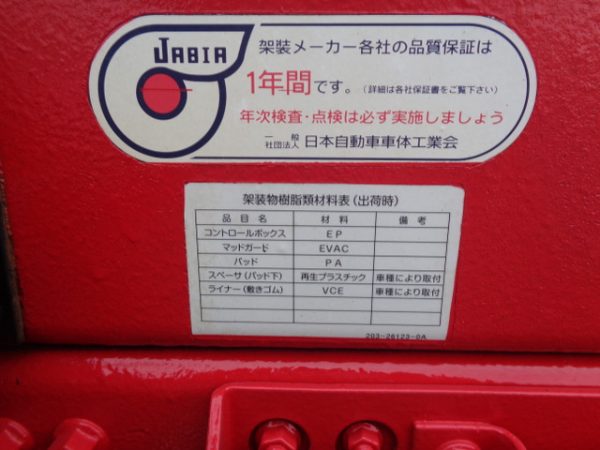 JABIA
架装メーカー各社の品質保証は
1年間です。(詳細は各社保証書をご覧下さい)
年次検査・点検は必ず実施しましょう
一般社団法人 日本自動車車体工業会
架装物樹脂類材料表(出荷時)
品目名 材料 備考
コントロールボックス EP
マッドガード EVAC
パッド PA
スペーサ(パッド下) 再生プラスチック 車種により取付
ライナー(敷きゴム) VCE 車種により取付
203-26123-0A